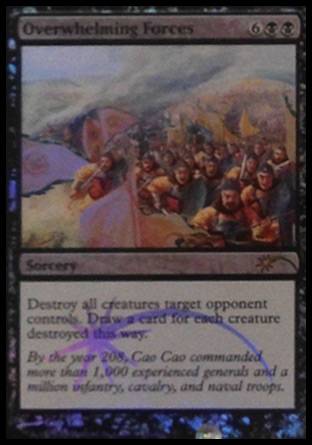 Overwhelming Forces 6
Sorcery
Destroy all creatures target opponent
controls. Draw a card for each creature
destroyed this way.
By the year 208, Cao Cao commanded
more than 1,000 experienced generals and a
million infantry, cavalry, and naval troops.